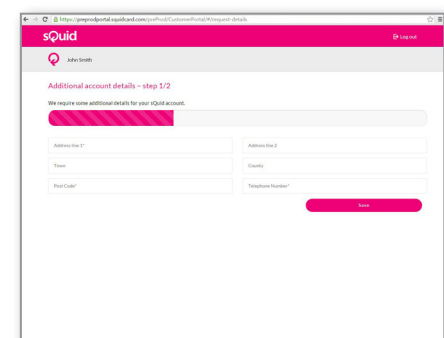 https://preprodportal.squidcard.com/preProd/CustomerPortal/#/request-details
sQuid
Log out
John Smith
Additional account details – step 1/2
We require some additional details for your sQuid account.
Address line 1*
Address line 2
Town
County
Post Code*
Telephone Number*
Save